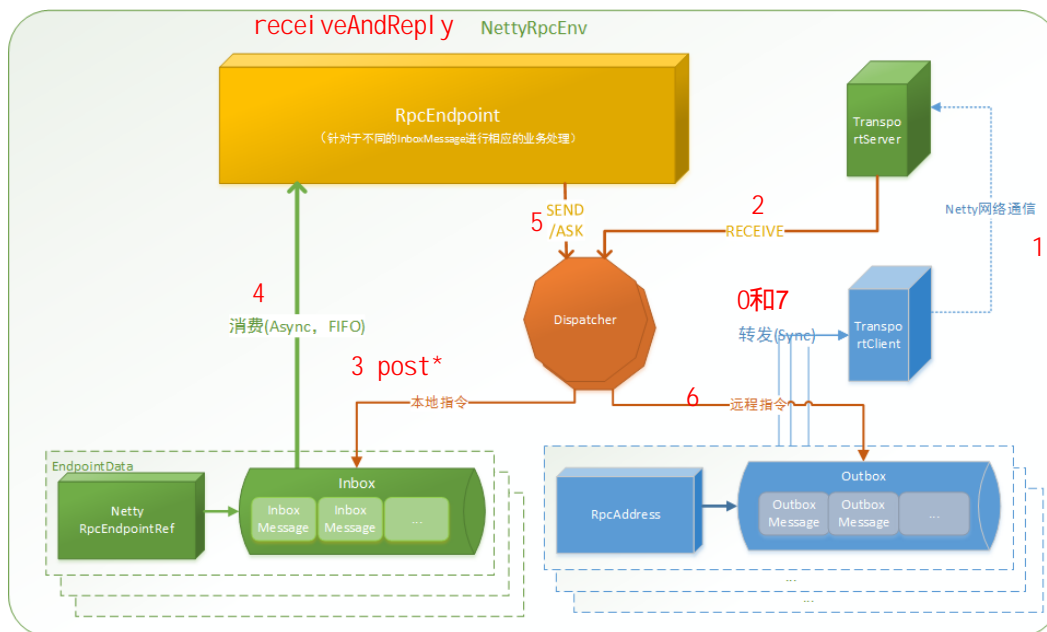 receiveAndReply NettyRpcEnv
RpcEndpoint
（针对于不同的InboxMessage进行相应的业务处理）
Transpo
rtServer
5 SEND
/ASK
2
RECEIVE
Netty网络通信
1
4
消费(Async，FIFO)
Dispatcher
0和7
转发(Sync)
Transpo
rtClient
3 post*
本地指令
6
远程指令
EndpointData
Netty
RpcEndpointRef
Inbox
Inbox
Message
Inbox
Message
...
RpcAddress
Outbox
Outbox
Message
Outbox
Message
...
...
...